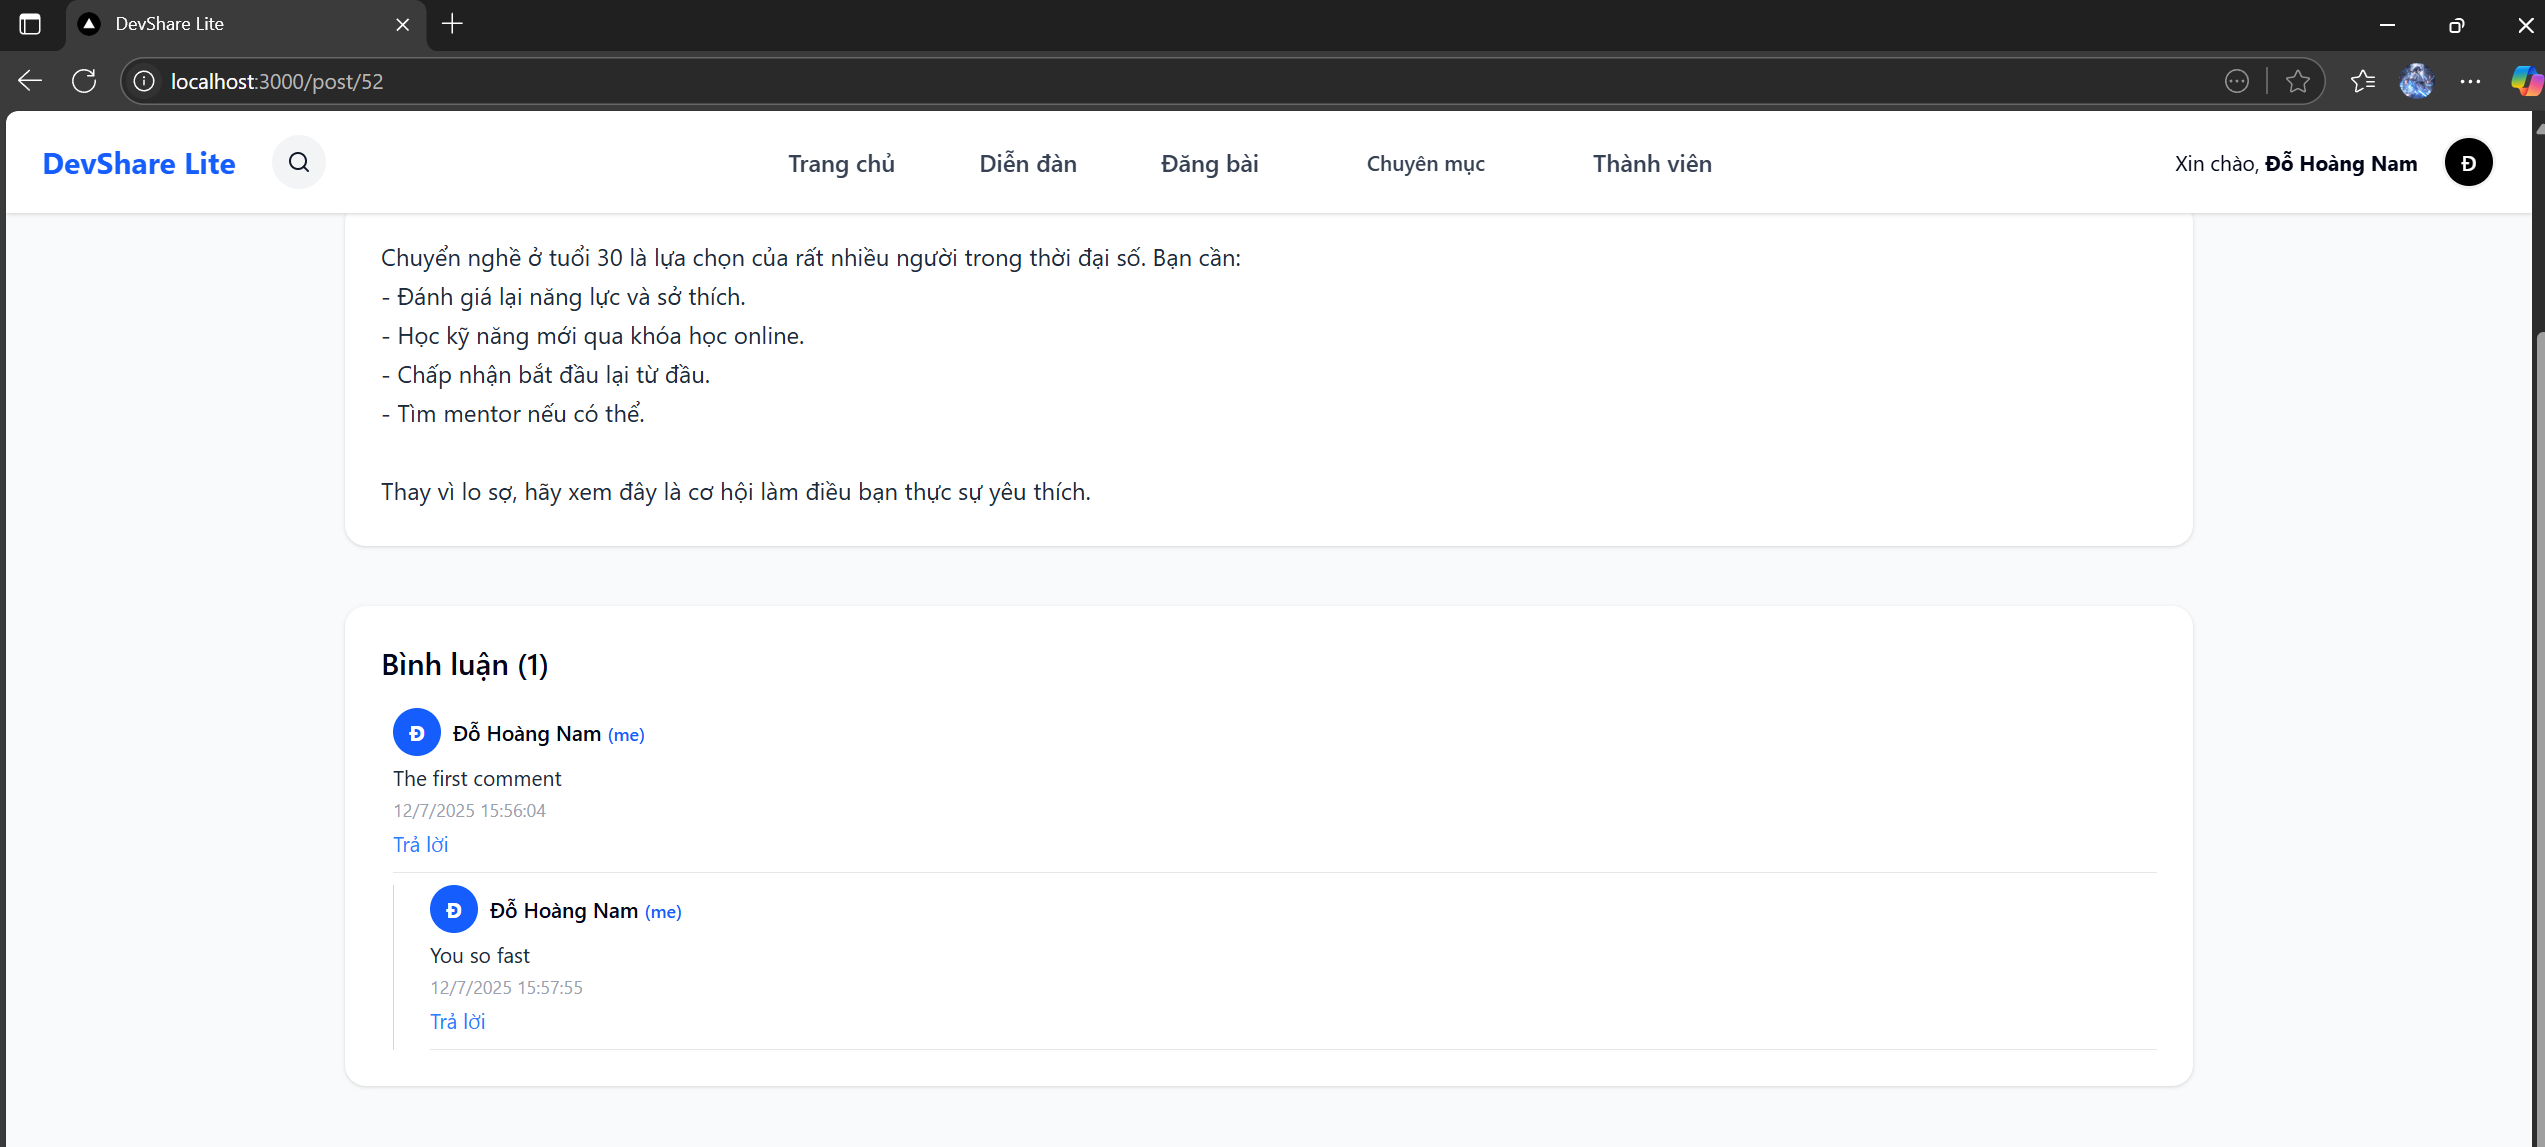 DevShare Lite
localhost:3000/post/52
DevShare Lite
Trang chủ
Diễn đàn
Đăng bài
Chuyên mục
Thành viên
Xin chào, Đỗ Hoàng Nam
Đ
Chuyển nghề ở tuổi 30 là lựa chọn của rất nhiều người trong thời đại số. Bạn cần:
- Đánh giá lại năng lực và sở thích.
- Học kỹ năng mới qua khóa học online.
- Chấp nhận bắt đầu lại từ đầu.
- Tìm mentor nếu có thể.
Thay vì lo sợ, hãy xem đây là cơ hội làm điều bạn thực sự yêu thích.
Bình luận (1)
Đ
Đỗ Hoàng Nam (me)
The first comment
12/7/2025 15:56:04
Trả lời
Đ
Đỗ Hoàng Nam (me)
You so fast
12/7/2025 15:57:55
Trả lời